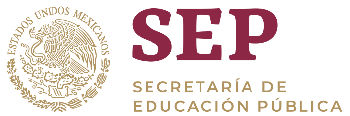 ESTADOS UNIDOS MEXICANOS
SEP
SECRETARÍA DE
EDUCACIÓN PÚBLICA